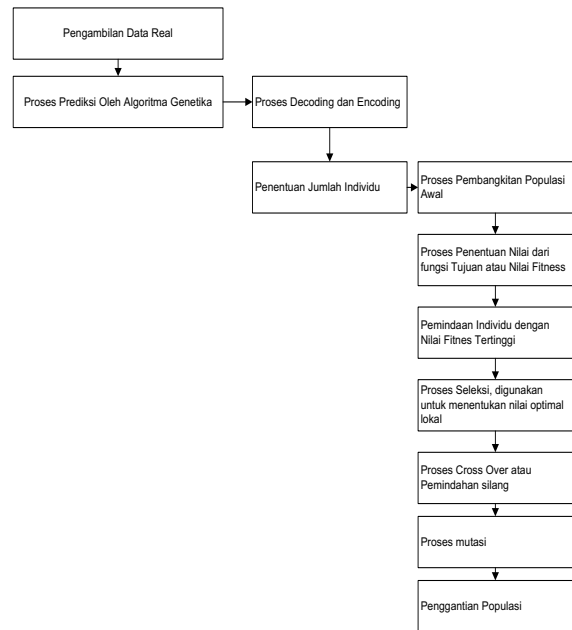 Pengambilan Data Real
Proses Prediksi Oleh Algoritma Genetika
Proses Decoding dan Encoding
Penentuan Jumlah Individu
Proses Pembangkitan Populasi
Awal
Proses Penentuan Nilai dari
fungsi Tujuan atau Nilai Fitness
Pemindaan Individu dengan
Nilai Fitnes Tertinggi
Proses Seleksi, digunakan
untuk menentukan nilai optimal
lokal
Proses Cross Over atau
Pemindahan silang
Proses mutasi
Penggantian Populasi